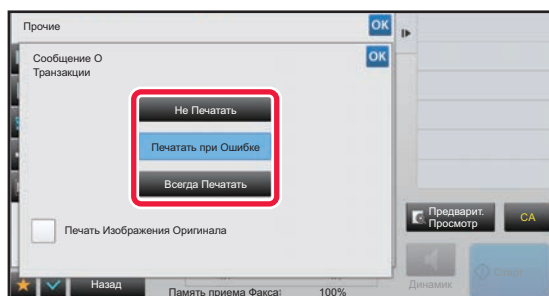 Прочие
OK
Сообщение О
Транзакции
OK
Не Печатать
Печатать при Ошибке
Всегда Печатать
Печать Изображения Оригинала
Предварит.
Просмотр
CA
Назад
Память приема Факса:
100%
Динамик
Старт